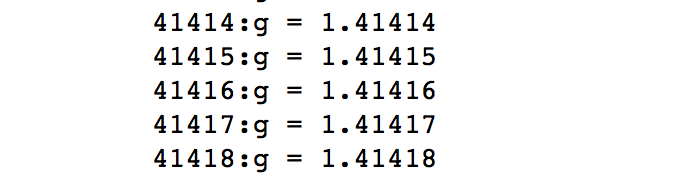 41414:g = 1.41414
41415:g = 1.41415
41416:g = 1.41416
41417:g = 1.41417
41418:g = 1.41418